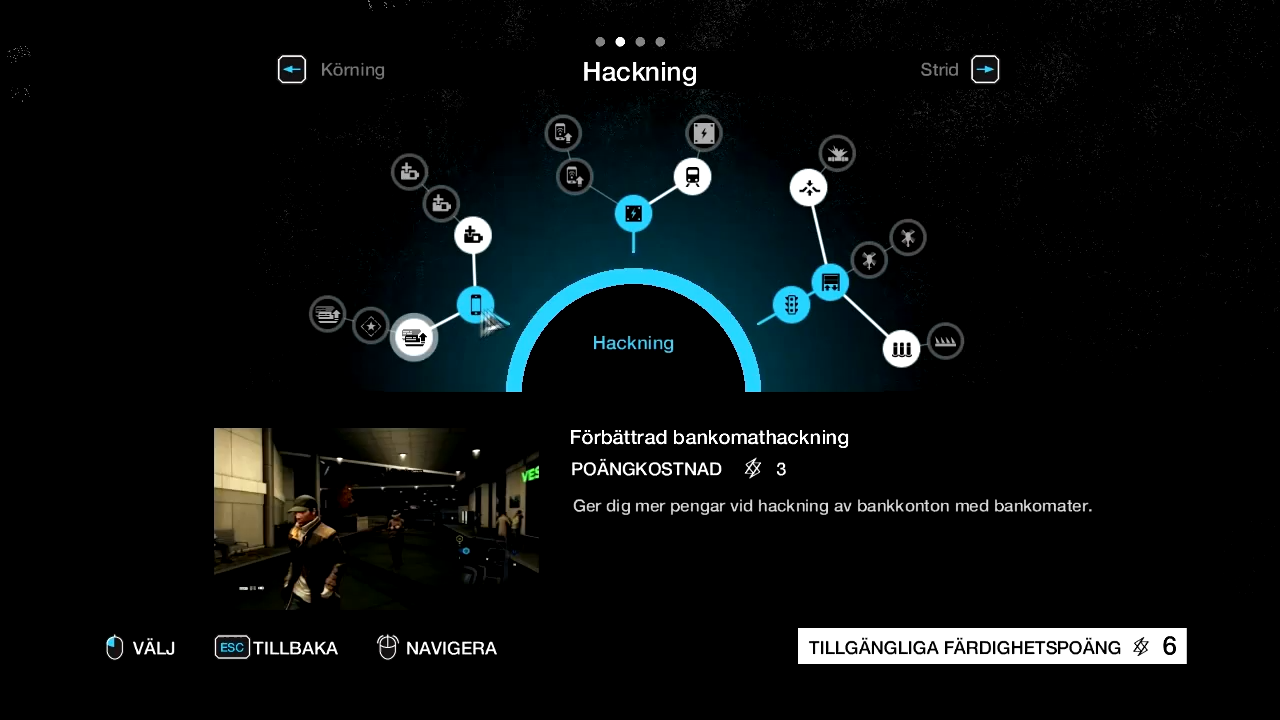 Körning
Hackning
Strid
Hackning
Förbättrad bankomathackning
POÄNGKOSTNAD 3
Ger dig mer pengar vid hackning av bankkonton med bankomater.
YES
VÄLJ
ESC TILLBAKA
NAVIGERA
TILLGÄNGLIGA FÄRDIGHETSPOÄNG 6